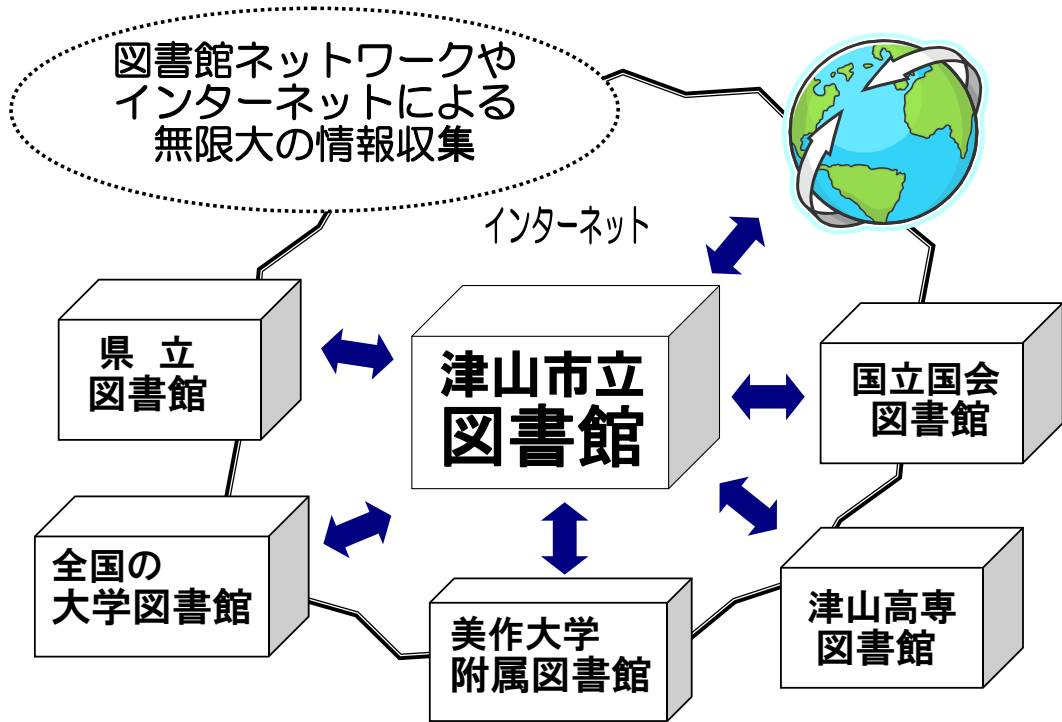 図書館ネットワークや
インターネットによる
無限大の情報収集
インターネット
県 立
図書館
津山市立
図書館
国立国会
図書館
全国の
大学図書館
美作大学
附属図書館
津山高専
図書館